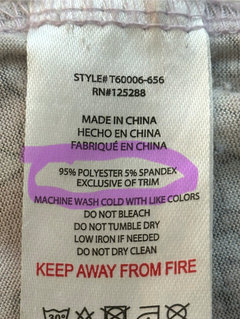 STYLE# T60006-656
RN#125288
MADE IN CHINA
HECHO EN CHINA
FABRIQUÉ EN CHINA
95% POLYESTER 5% SPANDEX
EXCLUSIVE OF TRIM
MACHINE WASH COLD WITH LIKE COLORS
DO NOT BLEACH
DO NOT TUMBLE DRY
LOW IRON IF NEEDED
DO NOT DRY CLEAN
KEEP AWAY FROM FIRE
30°